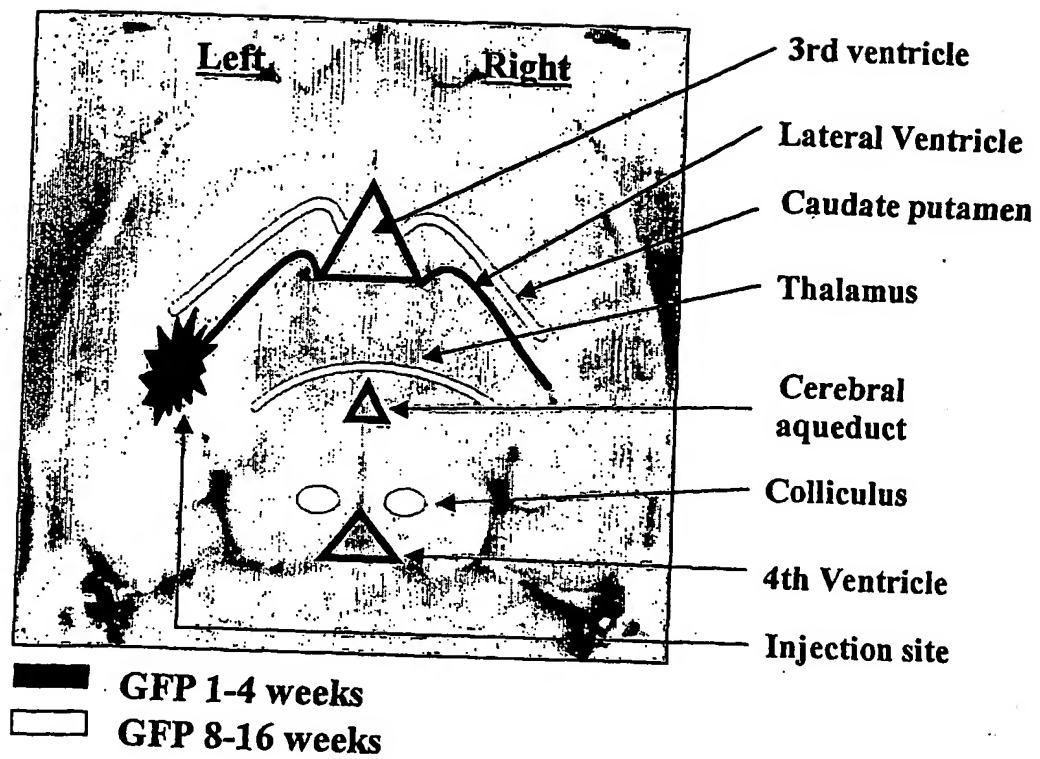 Left
Right
3rd ventricle
Lateral Ventricle
Caudate putamen
Thalamus
Cerebral
aqueduct
Colliculus
4th Ventricle
Injection site
GFP 1-4 weeks
GFP 8-16 weeks